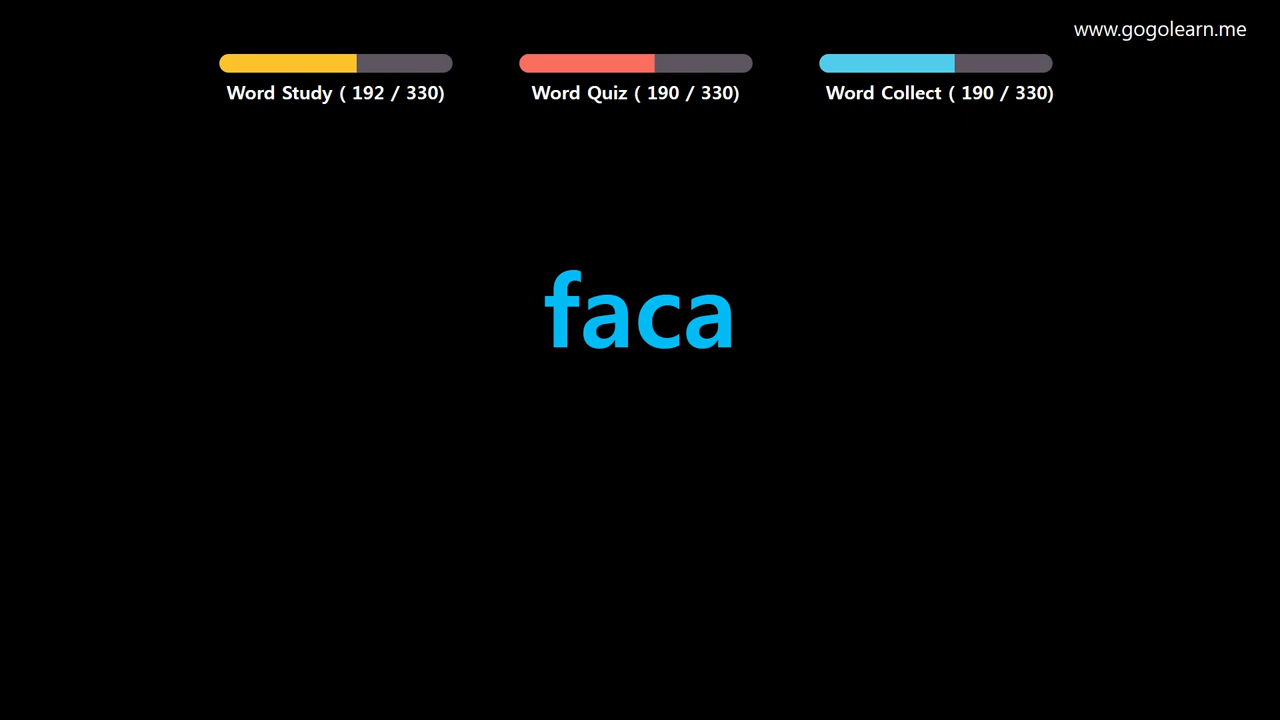 www.gogolearn.me
Word Study ( 192 / 330)
Word Quiz ( 190 / 330)
Word Collect ( 190 / 330)
faca